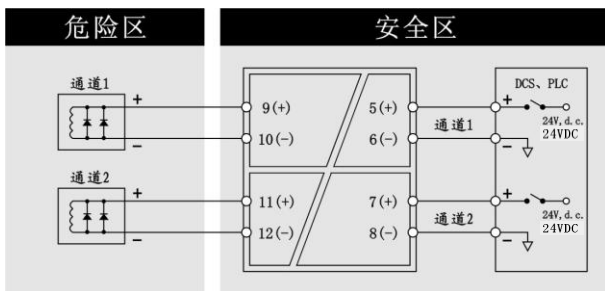 危险区
安全区
通道1
+
−
通道2
+
−
9(+)
10(-)
11(+)
12(-)
5(+)
6(-)
7(+)
8(-)
通道1
通道2
DCS、PLC
+
24V, d.c.
24VDC
−
+
24V, d.c.
24VDC
−